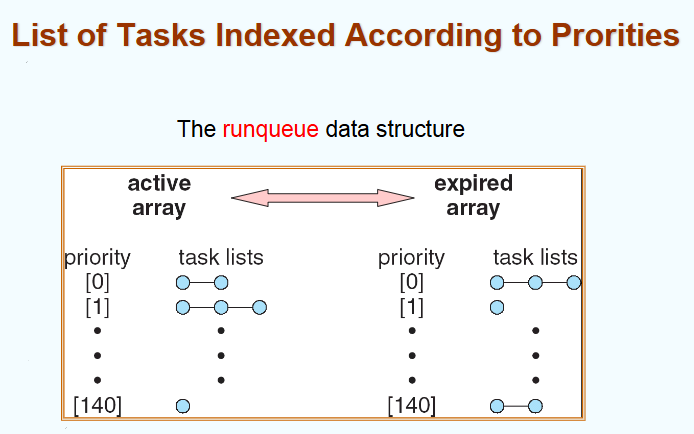 List of Tasks Indexed According to Prorities
The runqueue data structure
active array
expired array
priority task lists priority task lists
[0] [0]
[1] [1]
[140] [140]